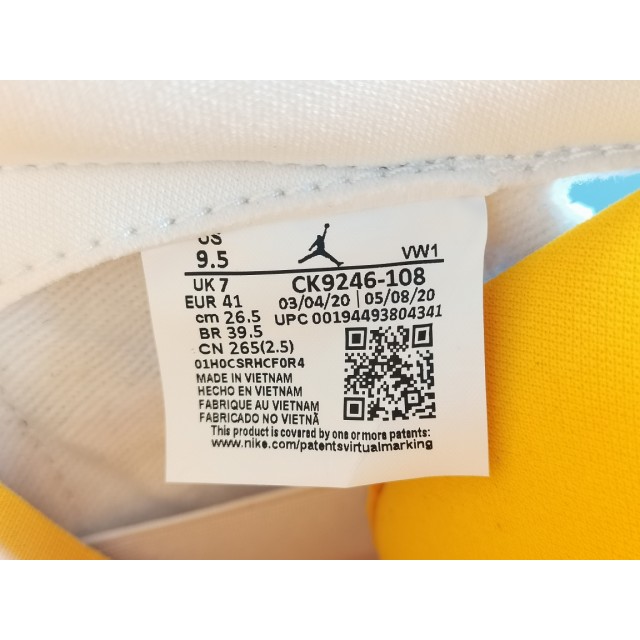 US
9.5
VW1
UK 7
CK9246-108
EUR 41
03/04/20 | 05/08/20
cm 26.5
UPC 00194493804341
BR 39.5
CN 265(2.5)
01H0CSRHCF0R4
MADE IN VIETNAM
HECHO EN VIETNAM
FABRIQUE AU VIETNAM
FABRICADO NO VIETNÃ
This product is covered by one or more patents:
www.nike.com/patentsvirtualmarking